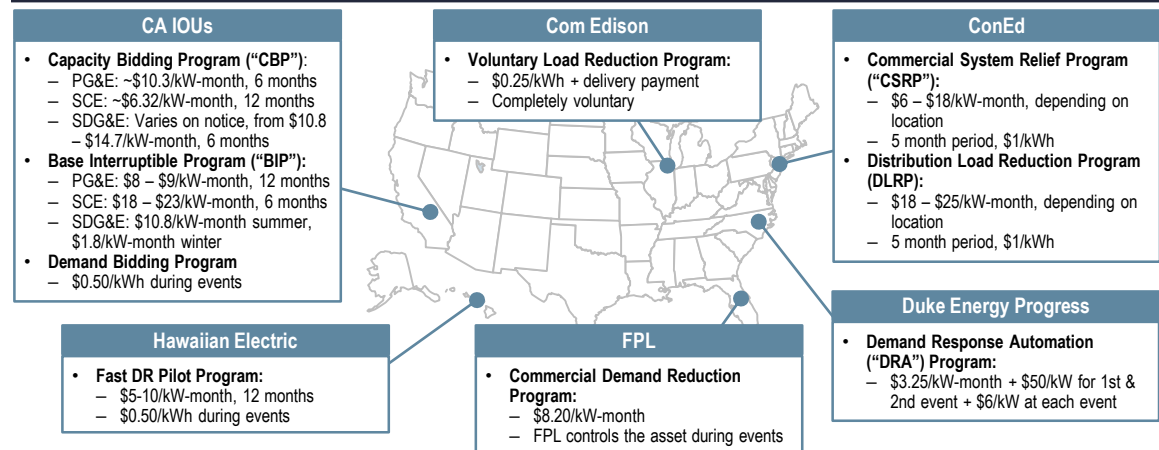 CA IOUs
• Capacity Bidding Program (“CBP”):
– PG&E: ~$10.3/kW-month, 6 months
– SCE: ~$6.32/kW-month, 12 months
– SDG&E: Varies on notice, from $10.8
– $14.7/kW-month, 6 months
• Base Interruptible Program (“BIP”):
– PG&E: $8 – $9/kW-month, 12 months
– SCE: $18 – $23/kW-month, 6 months
– SDG&E: $10.8/kW-month summer,
$1.8/kW-month winter
• Demand Bidding Program
– $0.50/kWh during events
Com Edison
• Voluntary Load Reduction Program:
– $0.25/kWh + delivery payment
– Completely voluntary
ConEd
• Commercial System Relief Program
(“CSRP”):
– $6 – $18/kW-month, depending on
location
– 5 month period, $1/kWh
• Distribution Load Reduction Program
(DLRP):
– $18 – $25/kW-month, depending on
location
– 5 month period, $1/kWh
Hawaiian Electric
• Fast DR Pilot Program:
– $5-10/kW-month, 12 months
– $0.50/kWh during events
FPL
• Commercial Demand Reduction
Program:
– $8.20/kW-month
– FPL controls the asset during events
Duke Energy Progress
• Demand Response Automation
(“DRA”) Program:
– $3.25/kW-month + $50/kW for 1st &
2nd event + $6/kW at each event